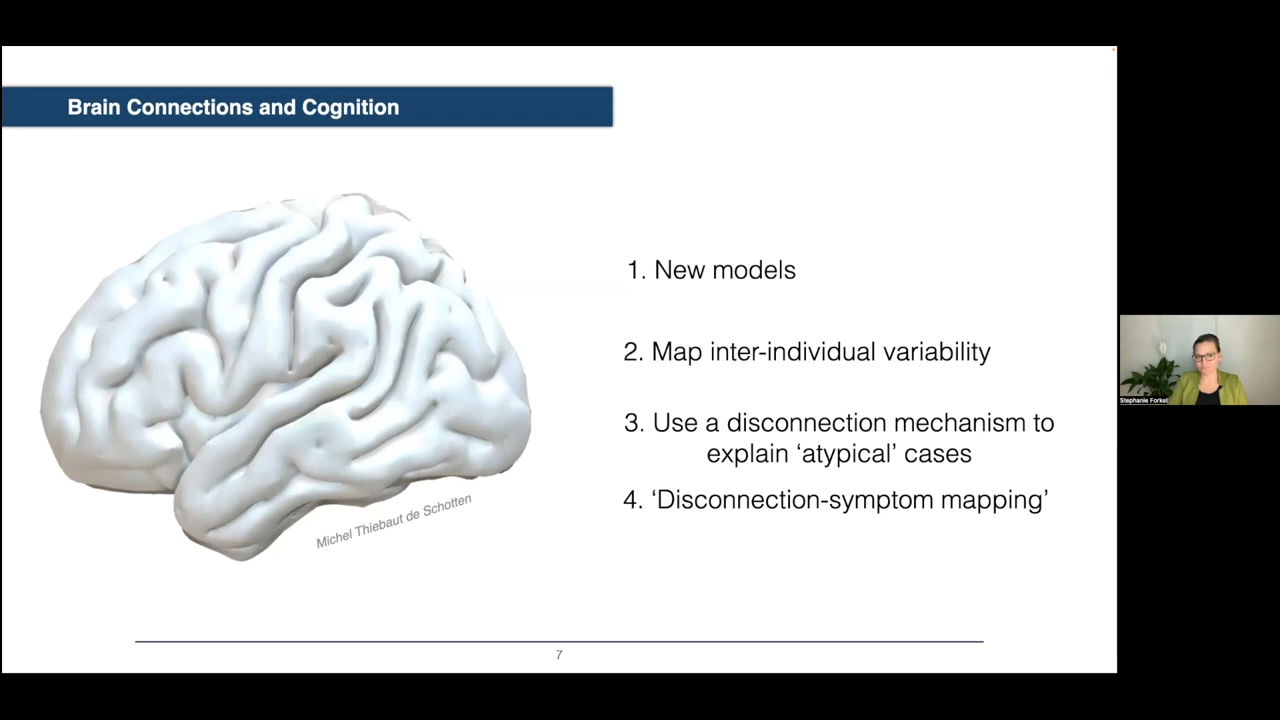 Brain Connections and Cognition
1. New models
2. Map inter-individual variability
3. Use a disconnection mechanism to
explain ‘atypical’ cases
4. ‘Disconnection-symptom mapping’
Michel Thiebaut de Schotten
7
Stephanie Forkel